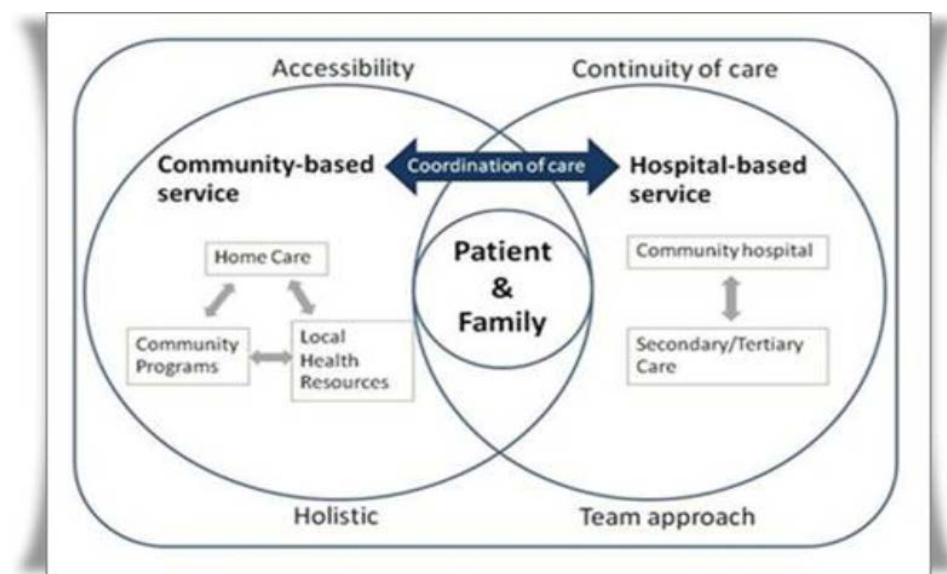 Accessibility
Continuity of care
Community-based
service
Coordination of care
Hospital-based
service
Home Care
Community
Programs
Local
Health
Resources
Patient
&
Family
Community hospital
Secondary/Tertiary
Care
Holistic
Team approach